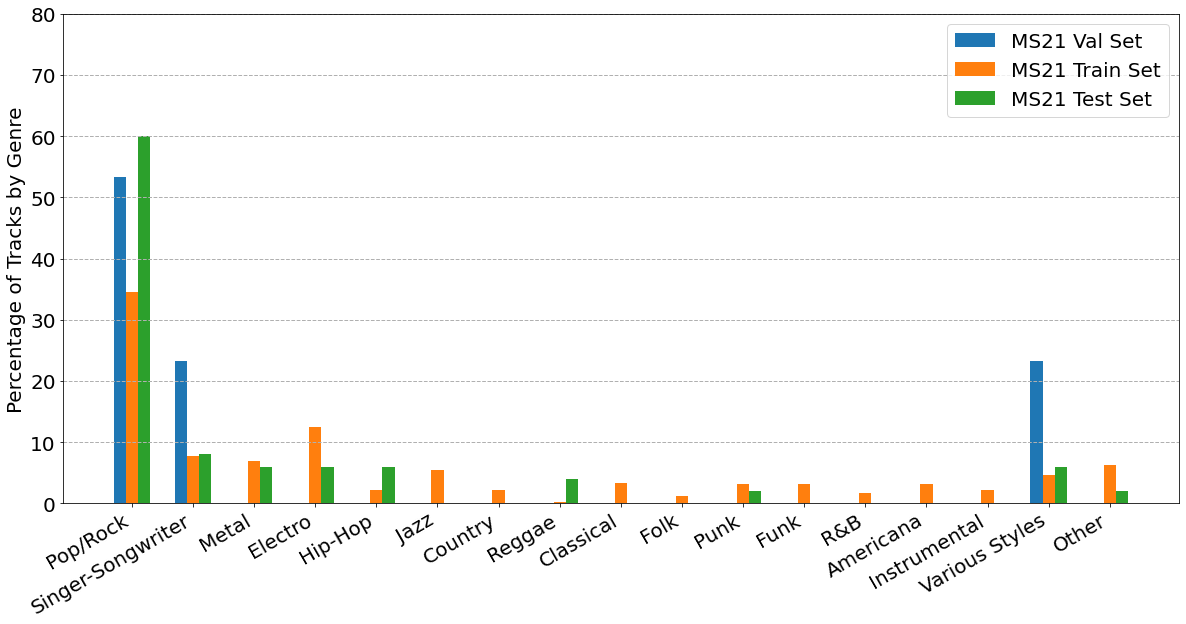 80
70
60
50
40
30
20
10
0
Percentage of Tracks by Genre
MS21 Val Set
MS21 Train Set
MS21 Test Set
Pop/Rock
Singer-Songwriter
Metal
Electro
Hip-Hop
Jazz
Country
Reggae
Classical
Folk
Punk
Funk
R&B
Americana
Instrumental
Various Styles
Other